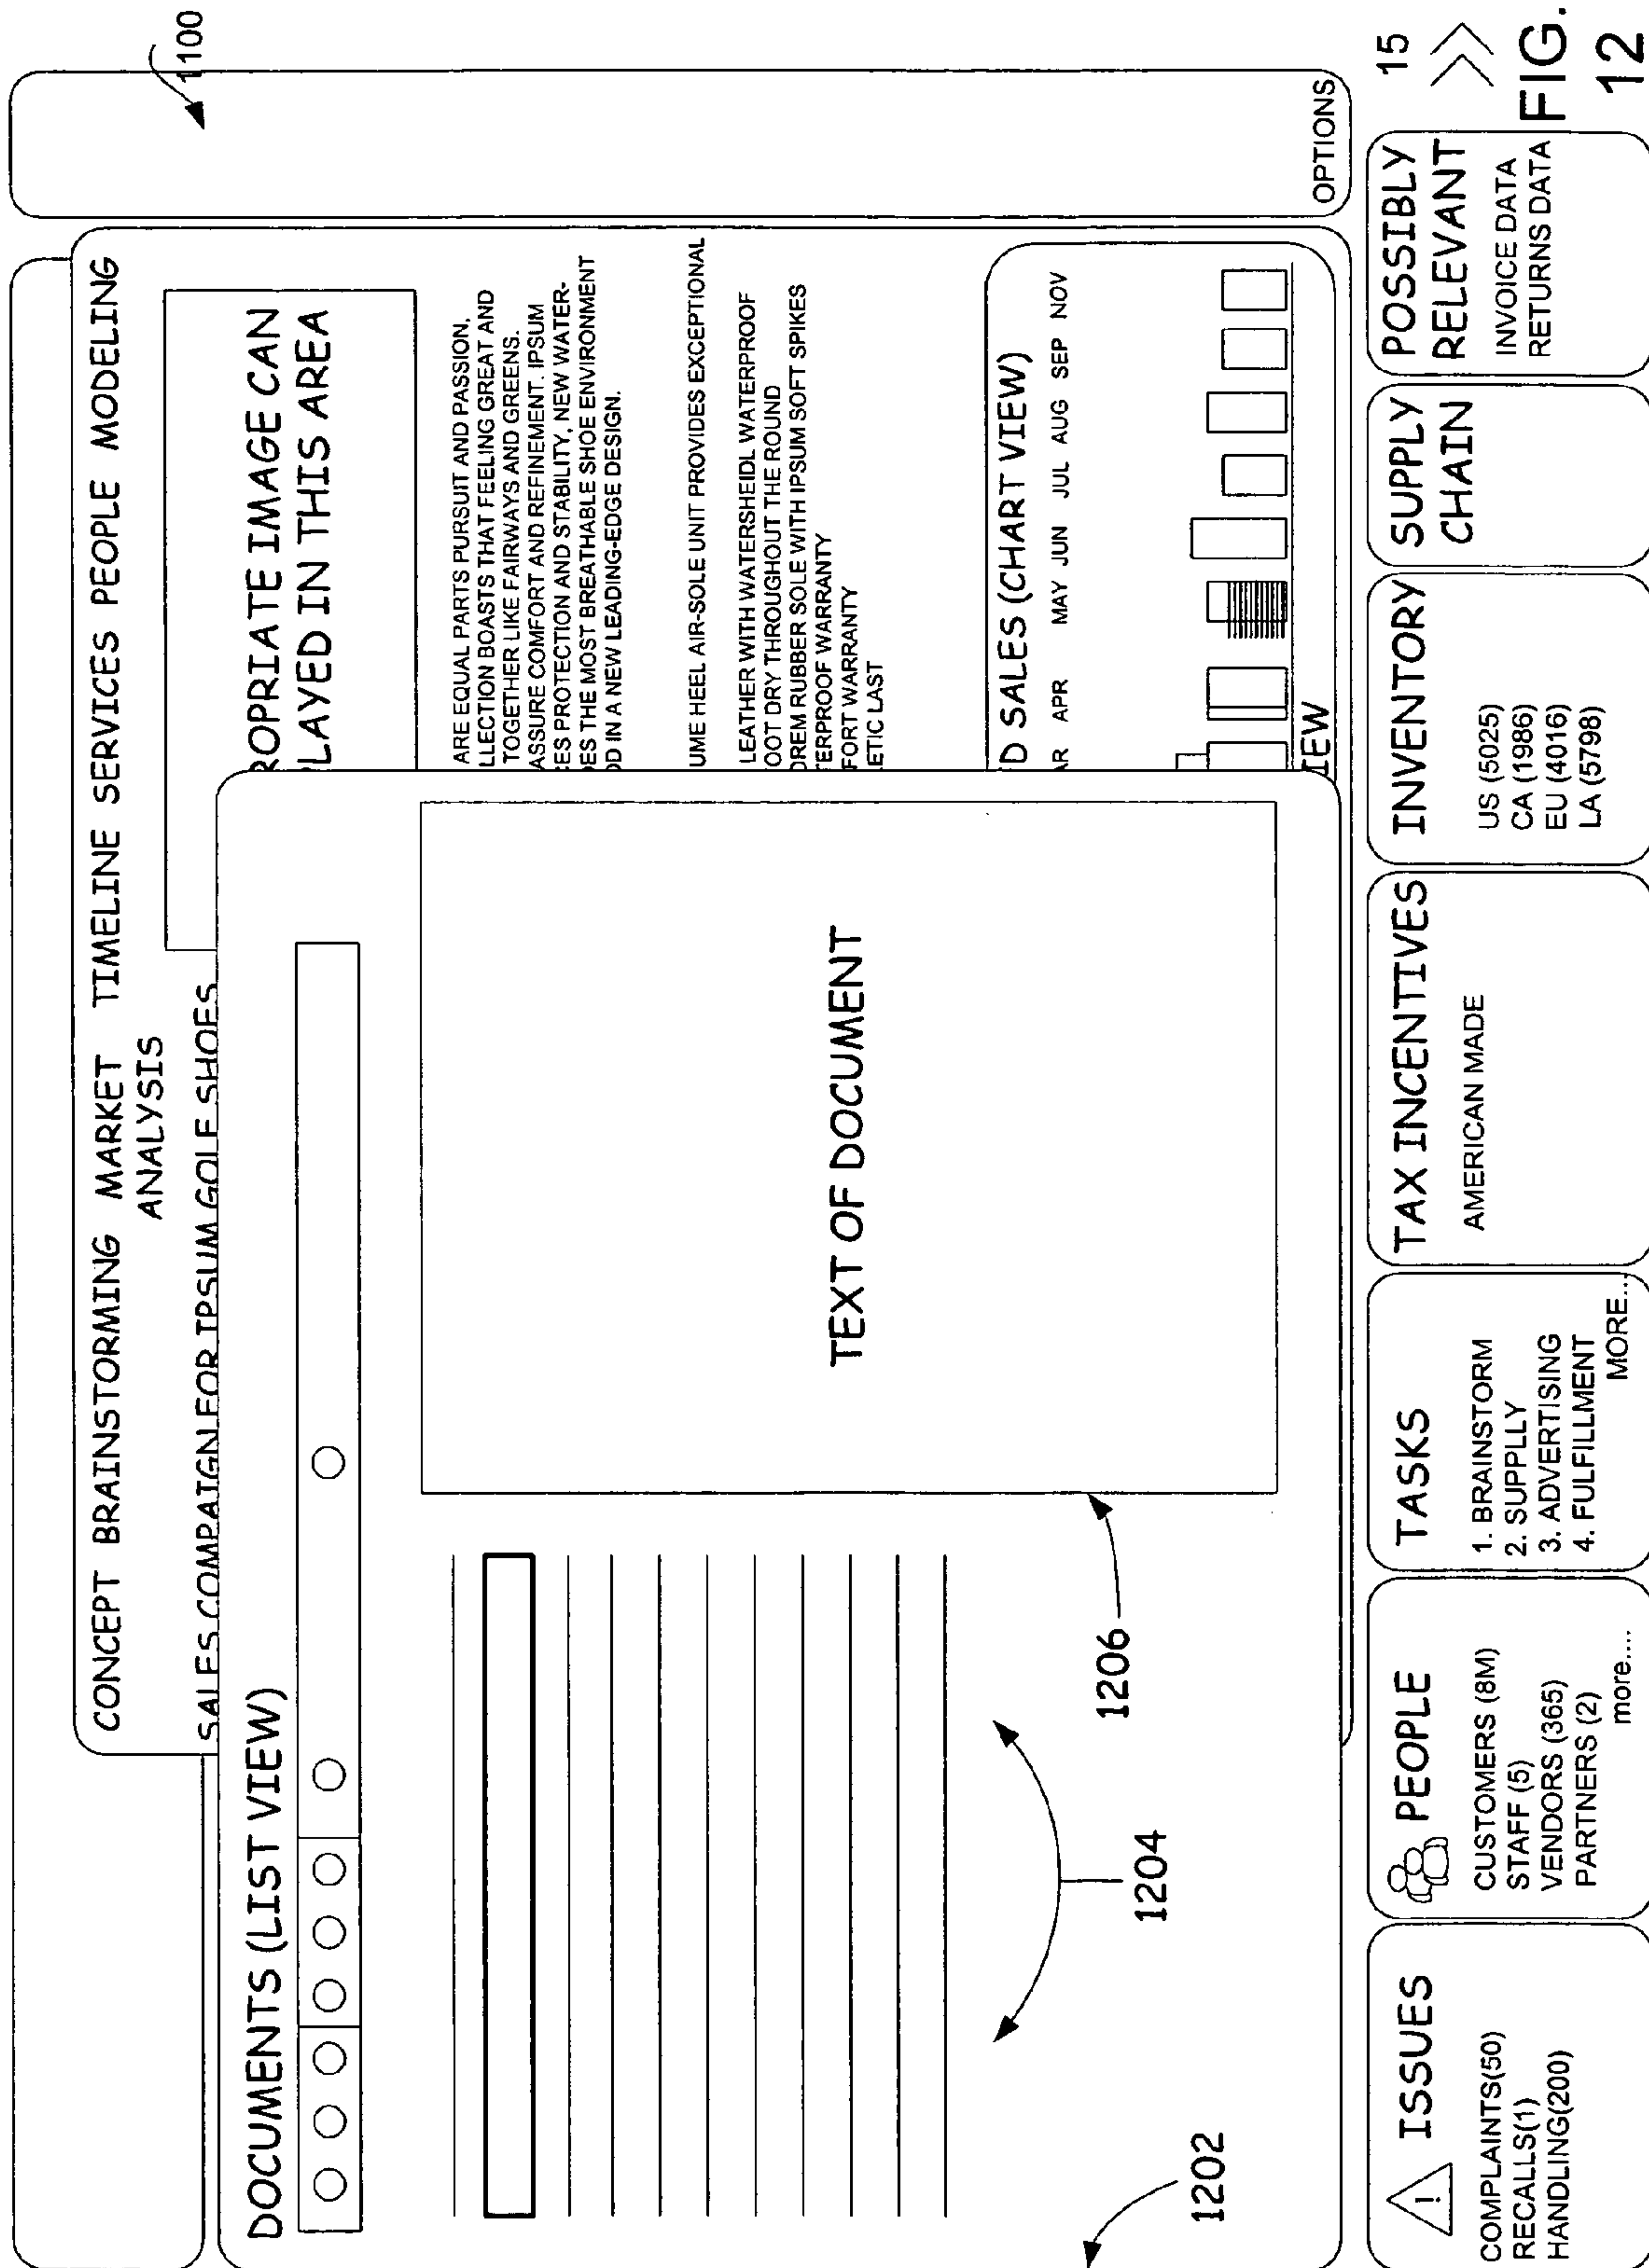 1100
CONCEPT BRAINSTORMING MARKET TIMELINE SERVICES PEOPLE MODELING
ANALYSIS
SALES COMPAIGN FOR IPSUM GOLF SHOES
ROPRIATE IMAGE CAN
LAYED IN THIS AREA
DOCUMENTS (LIST VIEW)
ARE EQUAL PARTS PURSUIT AND PASSION,
LLECTION BOASTS THAT FEELING GREAT AND
TOGETHER LIKE FAIRWAYS AND GREENS.
ASSURE COMFORT AND REFINEMENT. IPSUM
ES PROTECTION AND STABILITY, NEW WATER-
ES THE MOST BREATHABLE SHOE ENVIRONMENT
OD IN A NEW LEADING-EDGE DESIGN.
UME HEEL AIR-SOLE UNIT PROVIDES EXCEPTIONAL
LEATHER WITH WATERSHEIDL WATERPROOF
OOT DRY THROUGHOUT THE ROUND
OREM RUBBER SOLE WITH IPSUM SOFT SPIKES
ERPROOF WARRANTY
FORT WARRANTY
ETIC LAST
TEXT OF DOCUMENT
D SALES (CHART VIEW)
AR APR MAY JUN JUL AUG SEP NOV
IEW
1206
1204
1202
OPTIONS
! ISSUES
COMPLAINTS(50)
RECALLS(1)
HANDLING(200)
PEOPLE
CUSTOMERS (8M)
STAFF (5)
VENDORS (365)
PARTNERS (2)
more....
TASKS
1. BRAINSTORM
2. SUPPLLY
3. ADVERTISING
4. FULFILLMENT
MORE...
TAX INCENTIVES
AMERICAN MADE
INVENTORY
US (5025)
CA (1986)
EU (4016)
LA (5798)
SUPPLY
CHAIN
POSSIBLY
RELEVANT
INVOICE DATA
RETURNS DATA
15
>>
FIG.
12